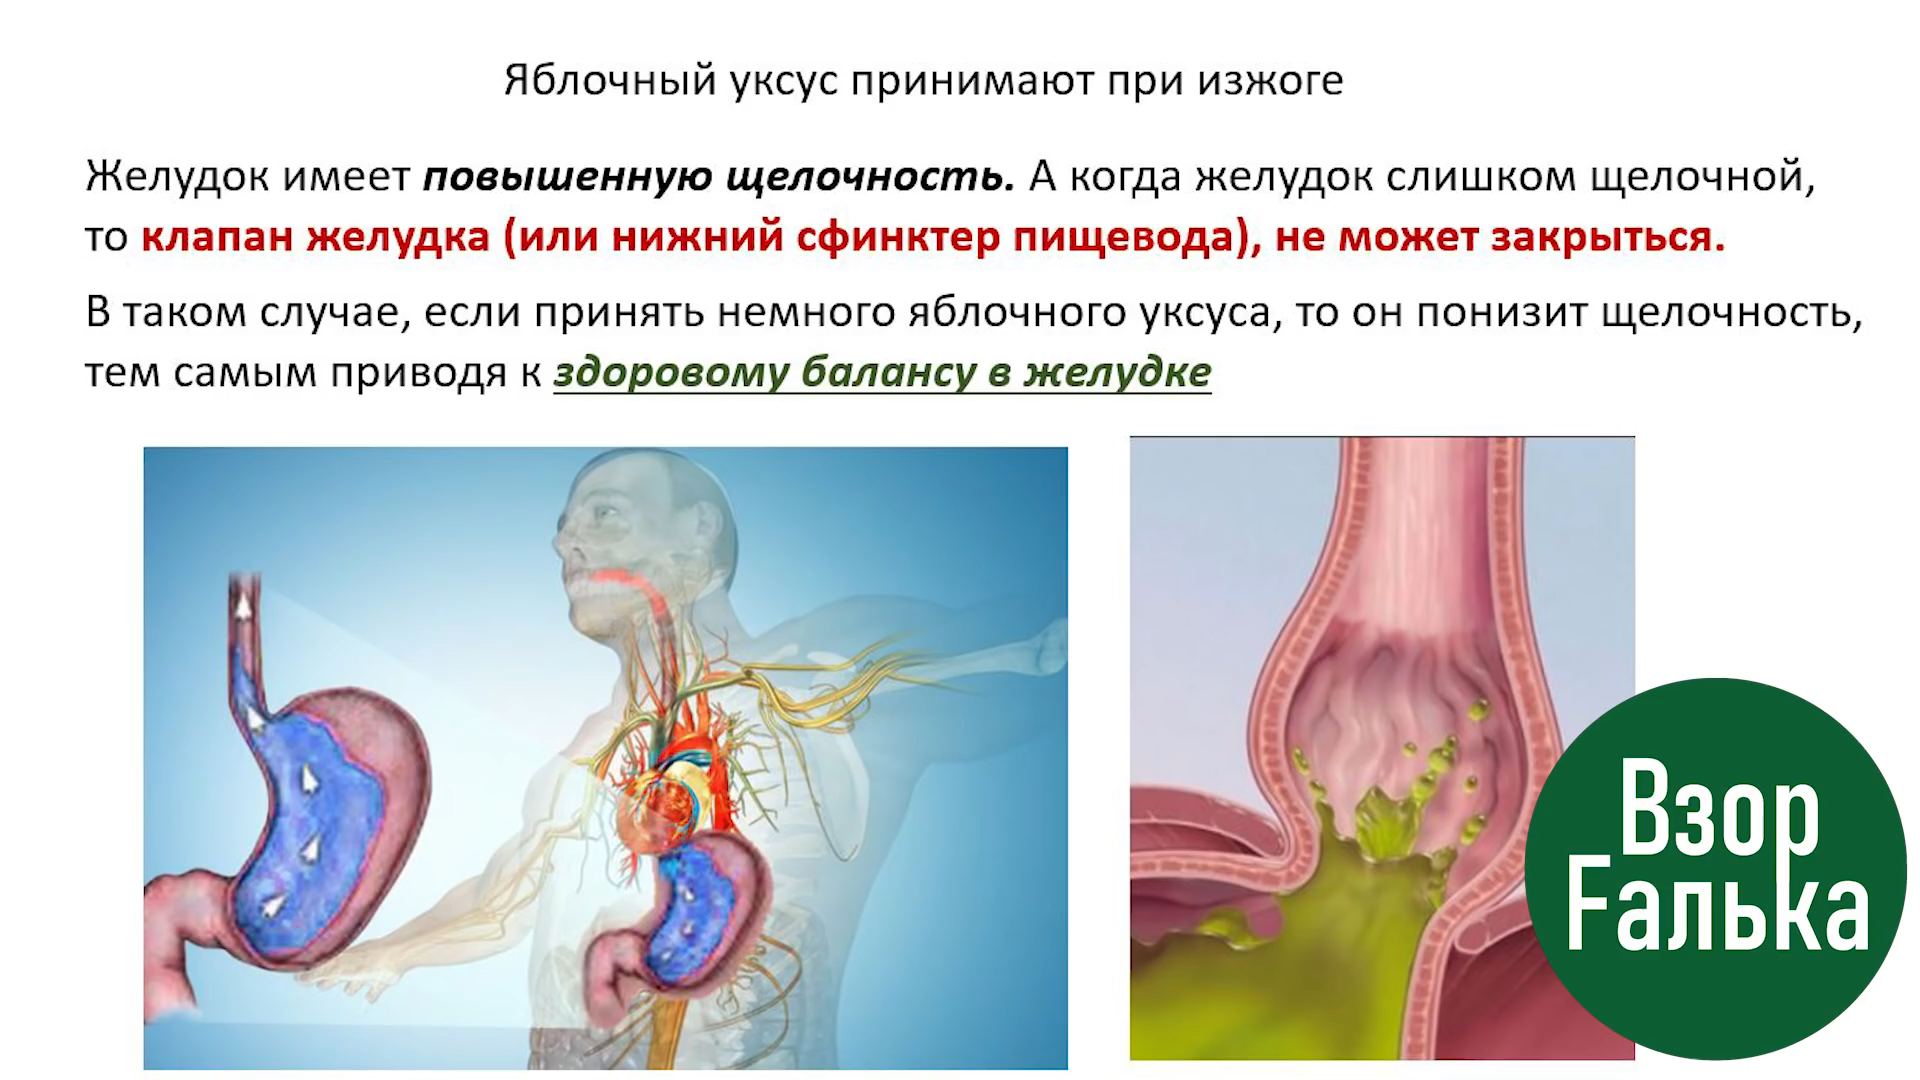 Яблочный уксус принимают при изжоге
Желудок имеет повышенную щелочность. А когда желудок слишком щелочной,
то клапан желудка (или нижний сфинктер пищевода), не может закрыться.
В таком случае, если принять немного яблочного уксуса, то он понизит щелочность,
тем самым приводя к здоровому балансу в желудке
Взор
Fалька